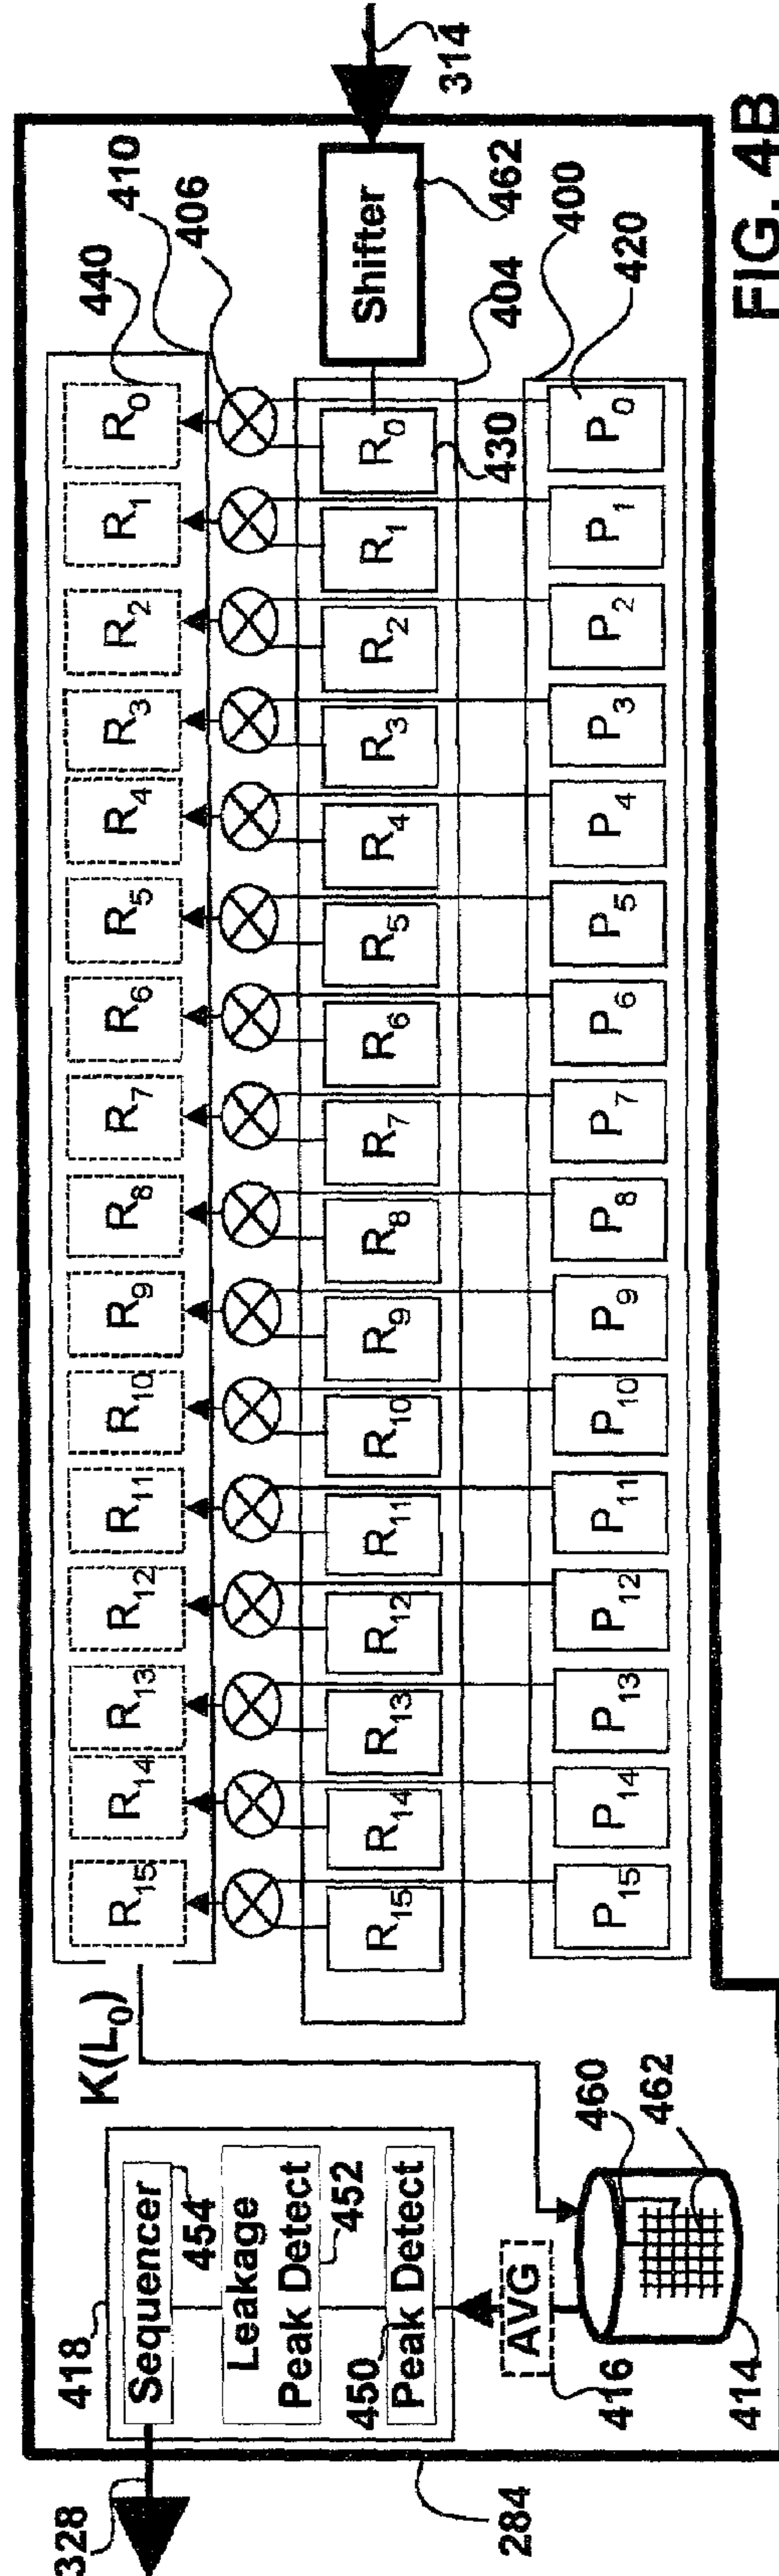 328
418
Sequencer
454
Leakage
Peak Detect
452
450
Peak Detect
284
416
AVG
414
460
462
K(L₀)
R₁₅
R₁₄
R₁₃
R₁₂
R₁₁
R₁₀
R₉
R₈
R₇
R₆
R₅
R₄
R₃
R₂
R₁
R₀
440
410
406
R₁₅
R₁₄
R₁₃
R₁₂
R₁₁
R₁₀
R₉
R₈
R₇
R₆
R₅
R₄
R₃
R₂
R₁
R₀
430
Shifter
462
314
404
P₁₅
P₁₄
P₁₃
P₁₂
P₁₁
P₁₀
P₉
P₈
P₇
P₆
P₅
P₄
P₃
P₂
P₁
P₀
400
420
FIG. 4B